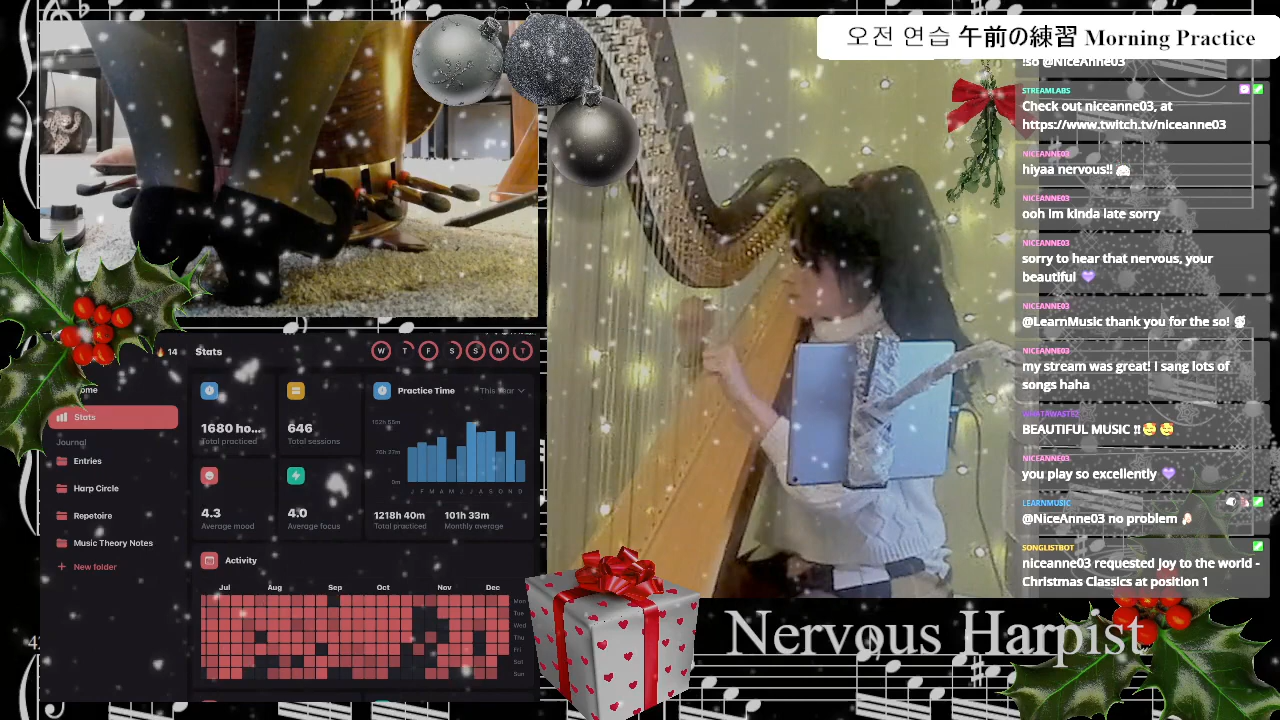 오전 연습 午前の練習 Morning Practice
!so @NiceAnne03
STREAMLABS
Check out niceanne03, at
https://www.twitch.tv/niceanne03
NICEANNE03
hiyaa nervous!!
NICEANNE03
ooh im kinda late sorry
NICEANNE03
sorry to hear that nervous, your
beautiful 💜
NICEANNE03
@LearnMusic thank you for the so!
NICEANNE03
my stream was great! I sang lots of
songs haha
WHATAWASTE2
BEAUTIFUL MUSIC !!
NICEANNE03
you play so excellently 💜
LEARNMUSIC
@NiceAnne03 no problem
SONGLISTBOT
niceanne03 requested Joy to the world -
Christmas Classics at position 1
14
Stats
W T F S S M T
Stats
Journal
Entries
Harp Circle
Repetoire
Music Theory Notes
+ New folder
1680 ho...
Total practiced
646
Total sessions
4.3
Average mood
4.0
Average focus
Practice Time
This year
152h 55m
76h 27m
0m
J F M A M J J A S O N D
1218h 40m
Total practiced
101h 33m
Monthly average
Activity
Jul Aug Sep Oct Nov Dec
Mon
Tue
Wed
Thu
Fri
Sat
Sun
Nervous Harpist